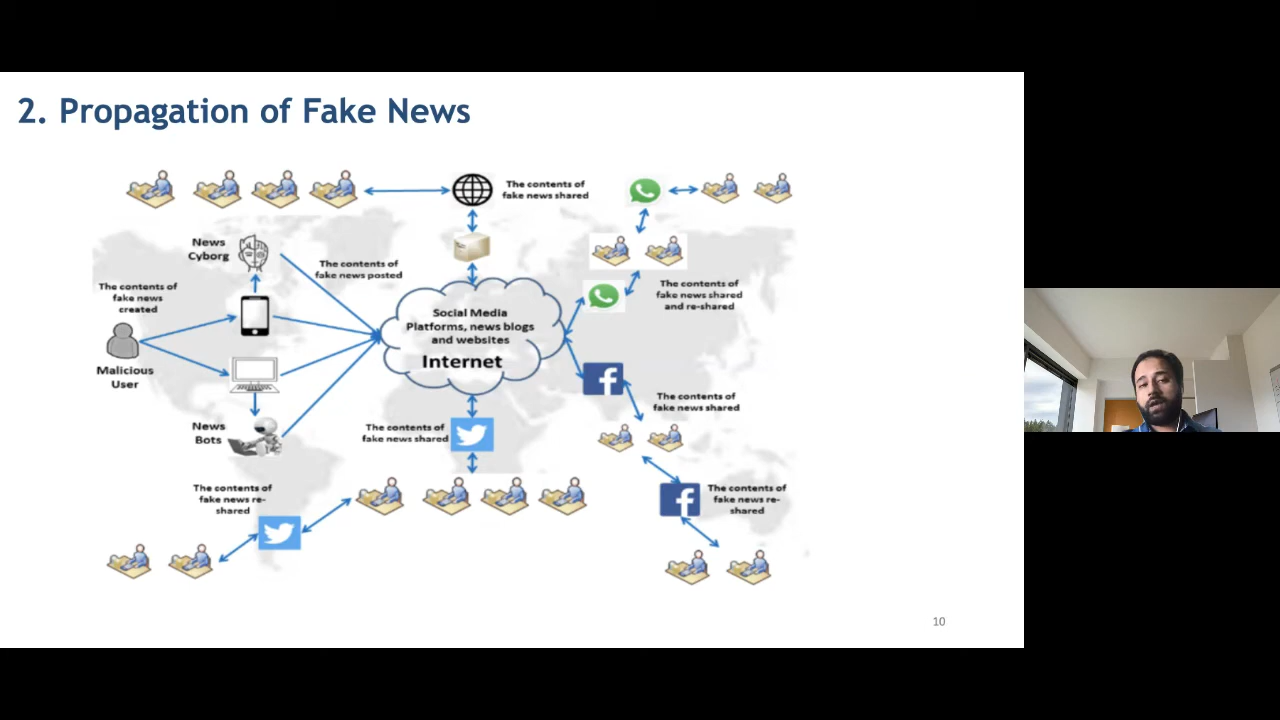 2. Propagation of Fake News
The contents of
fake news shared
News
Cyborg
The contents of
fake news posted
The contents of
fake news
created
The contents of
fake news shared
and re-shared
Social Media
Platforms, news blogs
and websites
Internet
Malicious
User
The contents of
fake news shared
News
Bots
The contents of
fake news shared
The contents of
fake news re-
shared
The contents of
fake news re-
shared
10